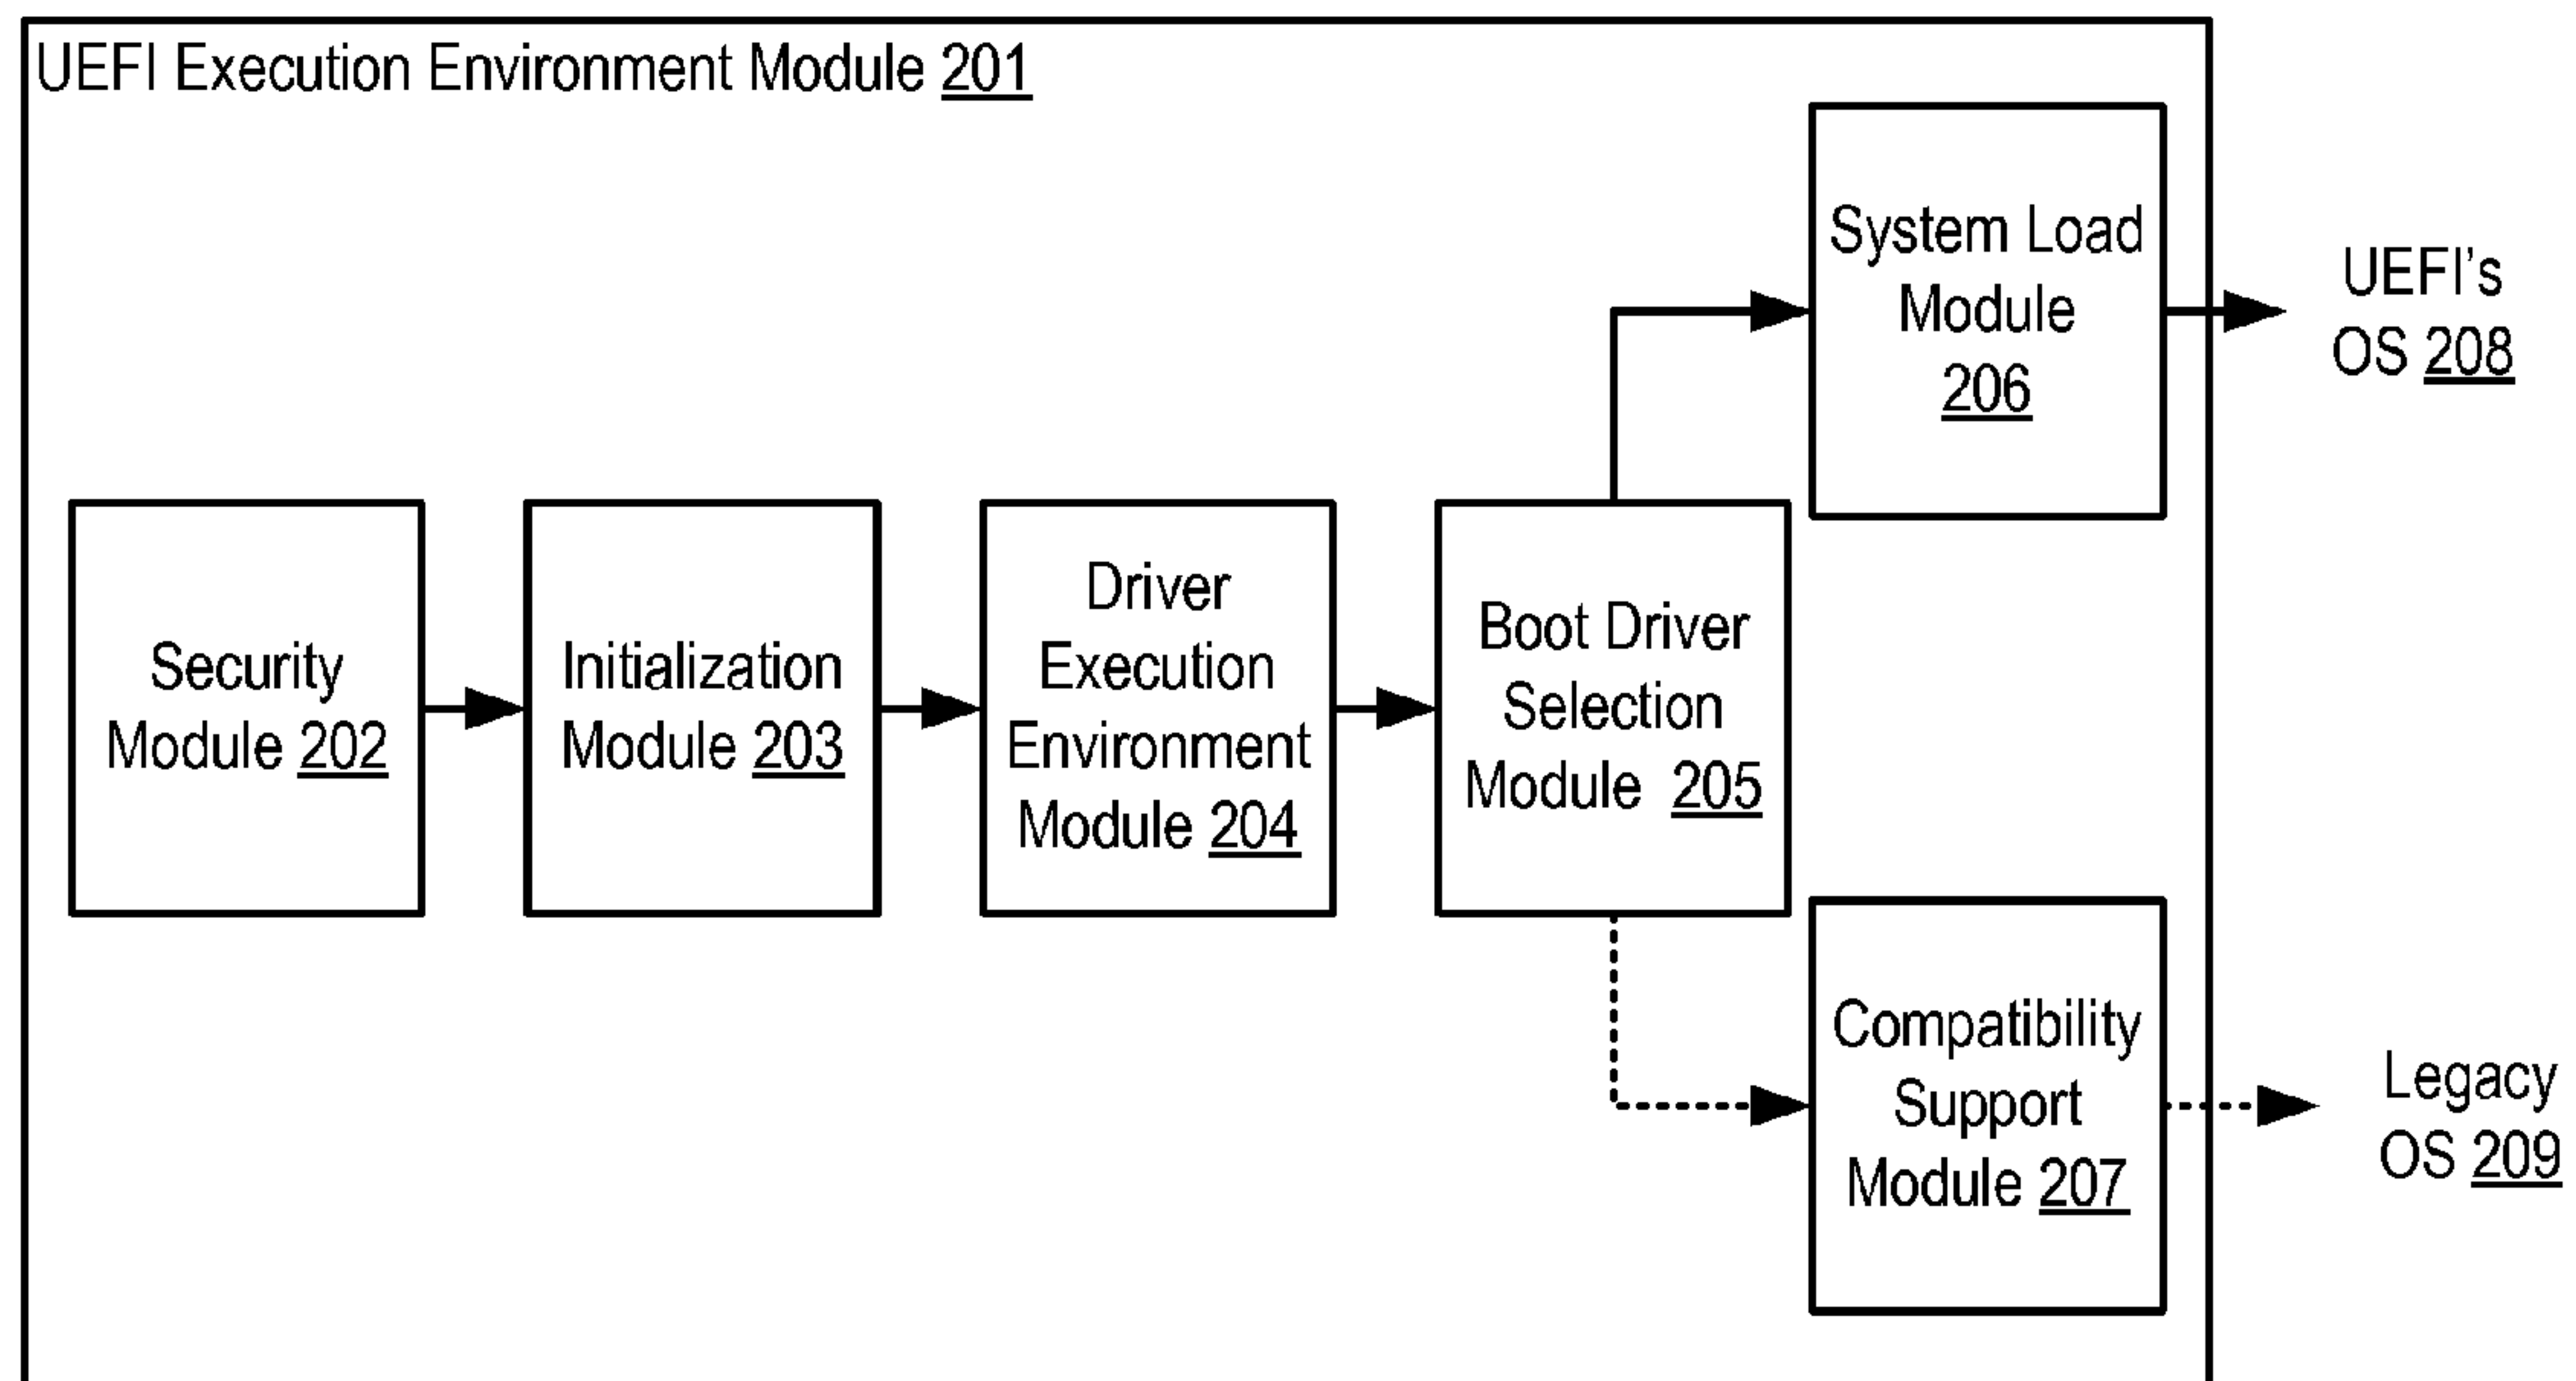 UEFI Execution Environment Module 201
System Load
Module
206
UEFI's
OS 208
Security
Module 202
Initialization
Module 203
Driver
Execution
Environment
Module 204
Boot Driver
Selection
Module 205
Compatibility
Support
Module 207
Legacy
OS 209